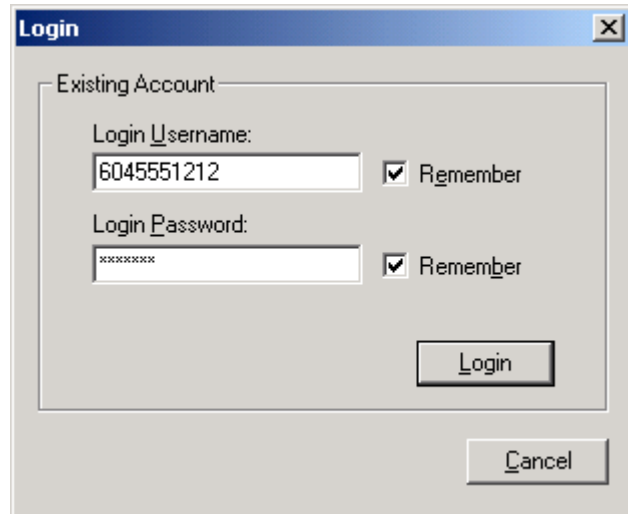 Login
Existing Account
Login Username:
6045551212
Remember
Login Password:
*******
Remember
Login
Cancel